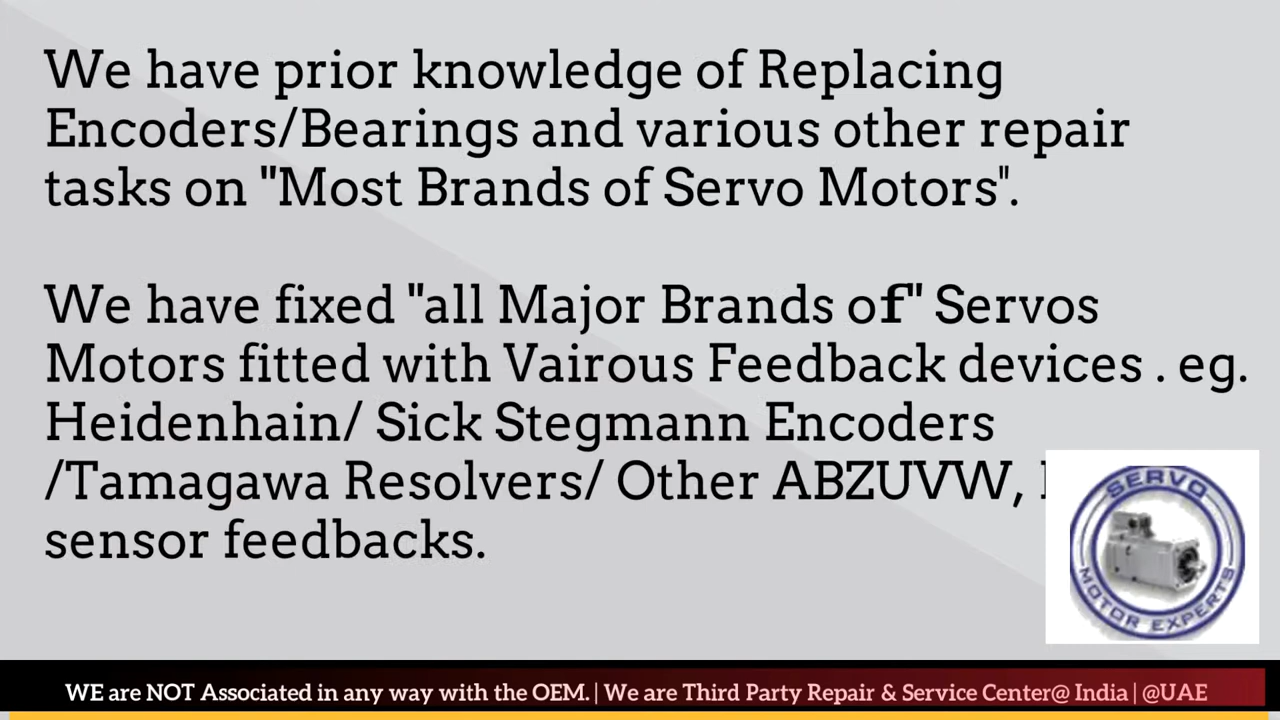 We have prior knowledge of Replacing
Encoders/Bearings and various other repair
tasks on "Most Brands of Servo Motors".
We have fixed "all Major Brands of" Servos
Motors fitted with Vairous Feedback devices . eg.
Heidenhain/ Sick Stegmann Encoders
/Tamagawa Resolvers/ Other ABZUVW,
sensor feedbacks.
SERVO
MOTOR EXPERTS
WE are NOT Associated in any way with the OEM. | We are Third Party Repair & Service Center@ India | @UAE